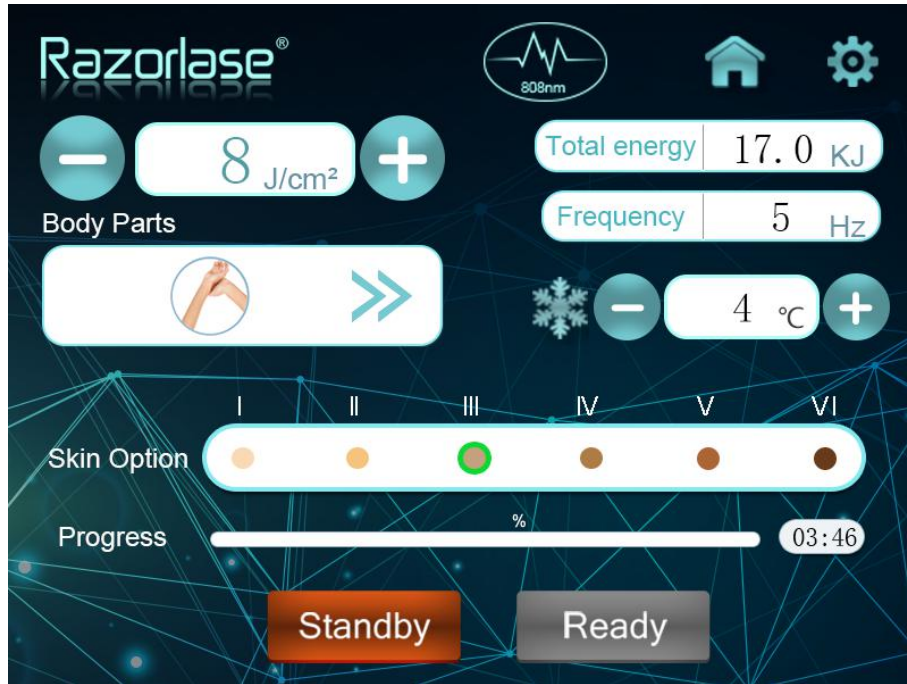 Razorlase®
808nm
8 J/cm²
Total energy 17.0 KJ
Frequency 5 Hz
Body Parts
4 ℃
I II III IV V VI
Skin Option
%
Progress 03:46
Standby Ready